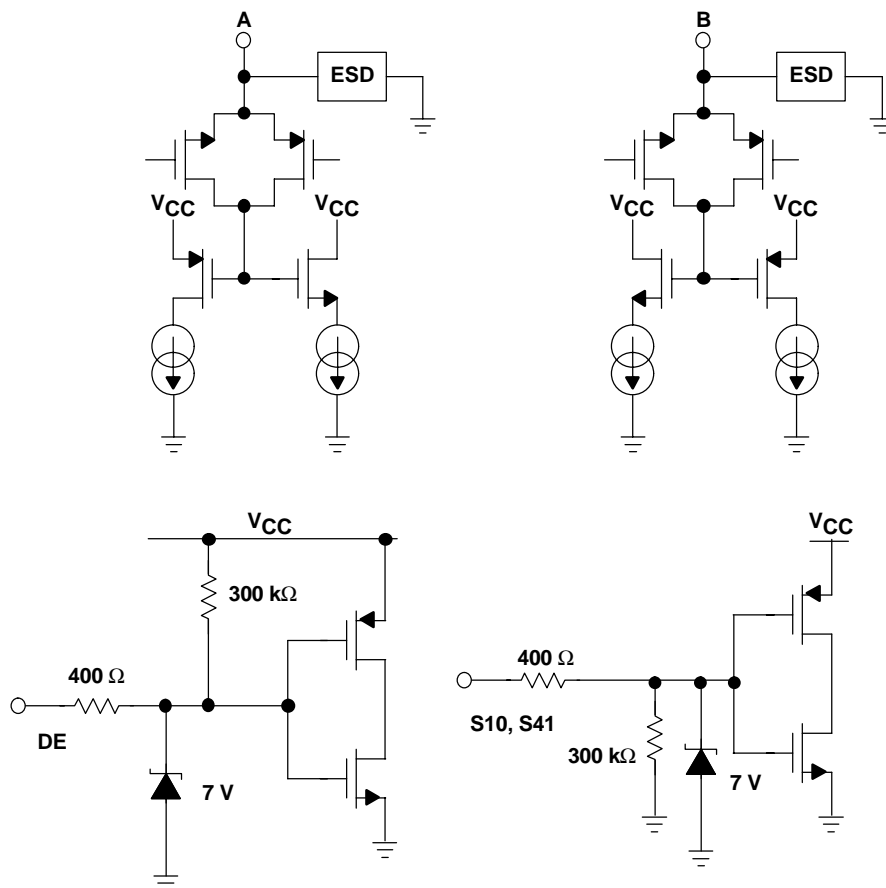 A
B
ESD
ESD
VCC
VCC
VCC
VCC
VCC
VCC
300 kΩ
400 Ω
400 Ω
DE
S10, S41
300 kΩ
7 V
7 V